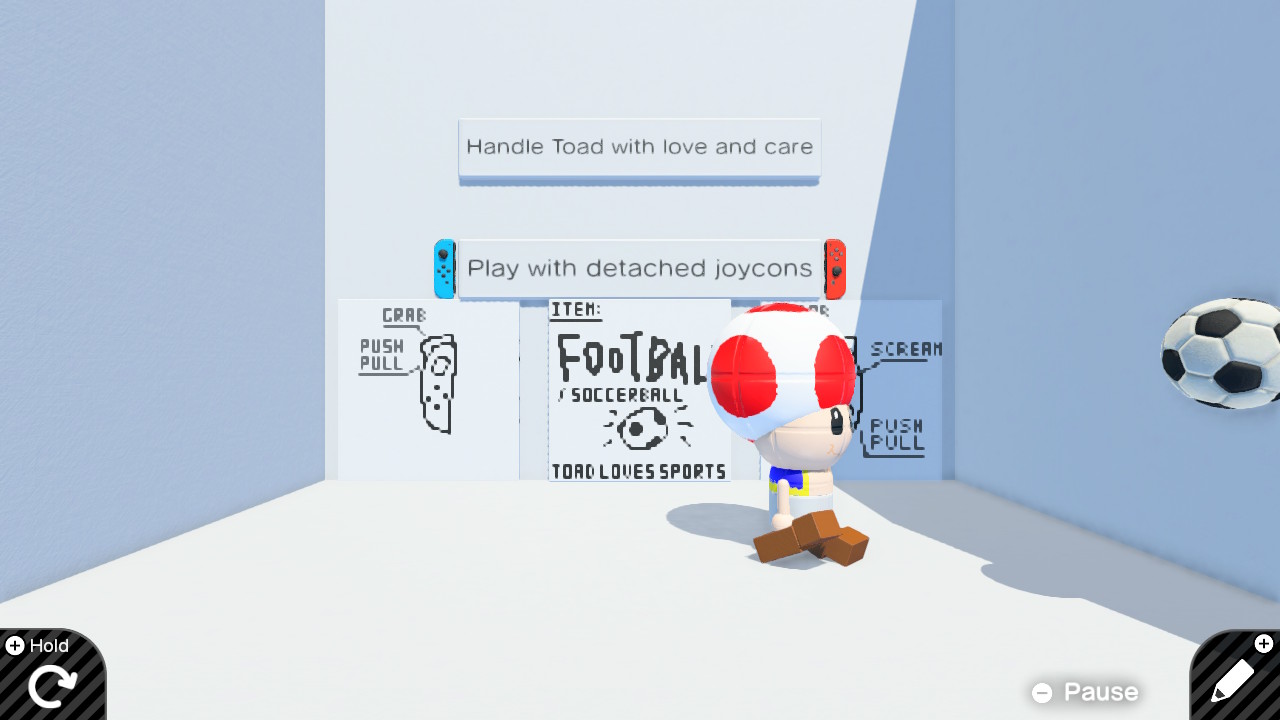 Handle Toad with love and care
Play with detached joycons
GRAB
PUSH
PULL
ITEM:
FOOTBAL
/ SOCCERBALL
TOAD LOVES SPORTS
SCREAM
PUSH
PULL
+ Hold
Pause